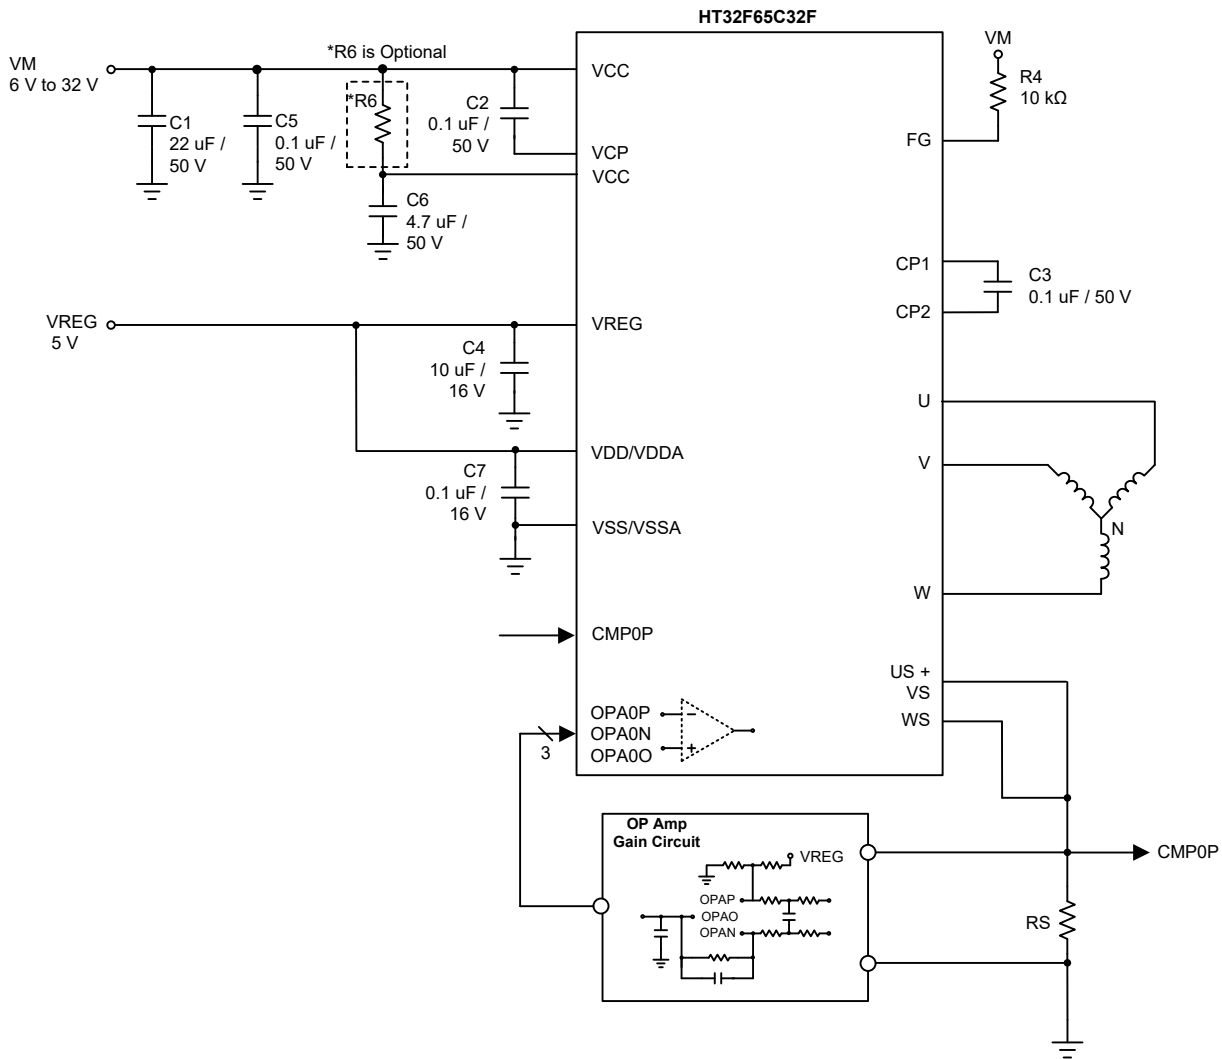 HT32F65C32F
VM
6 V to 32 V
*R6 is Optional
*R6
C1
22 uF /
50 V
C5
0.1 uF /
50 V
C2
0.1 uF /
50 V
C6
4.7 uF /
50 V
VCC
VCP
VCC
VM
R4
10 kΩ
FG
CP1
CP2
C3
0.1 uF / 50 V
VREG
5 V
VREG
C4
10 uF /
16 V
VDD/VDDA
C7
0.1 uF /
16 V
VSS/VSSA
U
V
N
W
CMP0P
US +
VS
WS
OPA0P
OPA0N
OPA0O
−
+
3
OP Amp
Gain Circuit
VREG
OPAP
OPAO
OPAN
CMP0P
RS